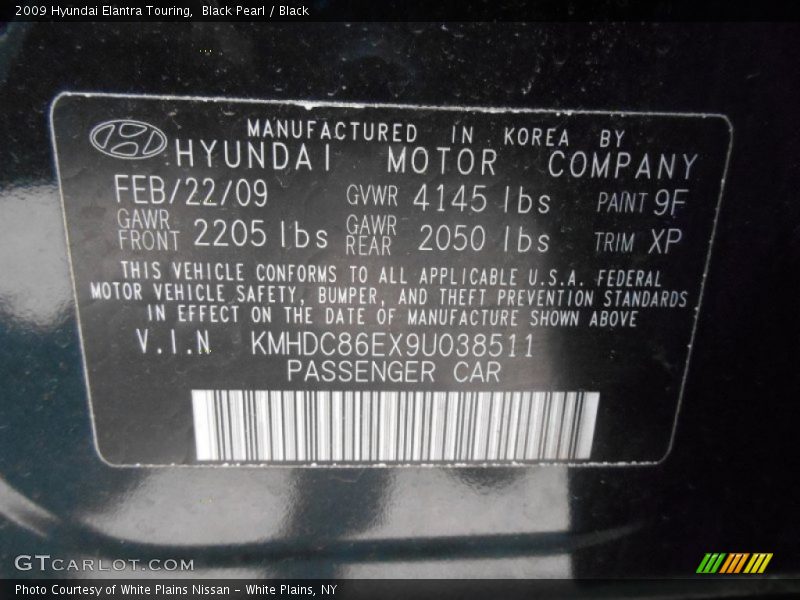 2009 Hyundai Elantra Touring, Black Pearl / Black
MANUFACTURED IN KOREA BY
HYUNDAI MOTOR COMPANY
FEB/22/09 GVWR 4145 lbs PAINT 9F
GAWR FRONT 2205 lbs GAWR REAR 2050 lbs TRIM XP
THIS VEHICLE CONFORMS TO ALL APPLICABLE U.S.A. FEDERAL
MOTOR VEHICLE SAFETY, BUMPER, AND THEFT PREVENTION STANDARDS
IN EFFECT ON THE DATE OF MANUFACTURE SHOWN ABOVE
V.I.N KMHDC86EX9U038511
PASSENGER CAR
GTCARLOT.COM
Photo Courtesy of White Plains Nissan - White Plains, NY